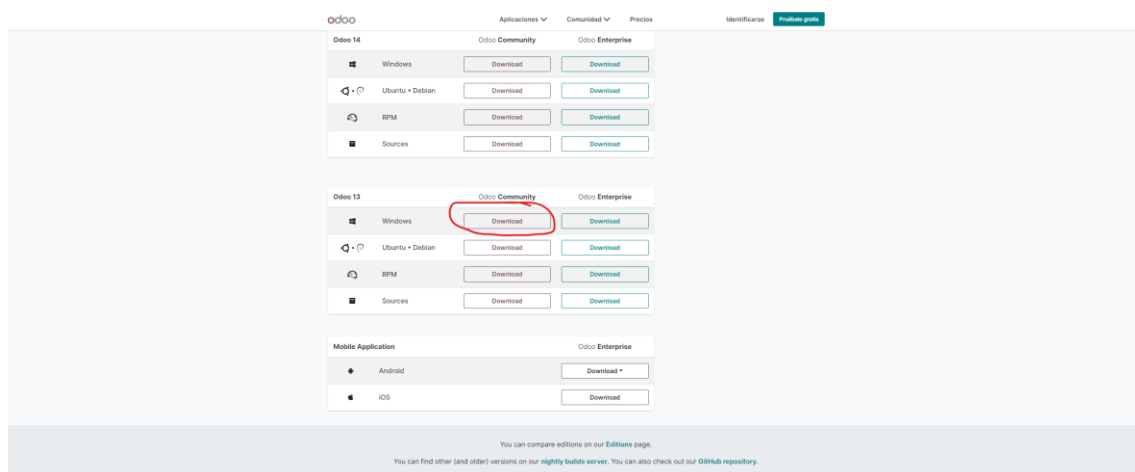 odoo Aplicaciones Comunidad Precios Identificarse Pruébalo gratis
Odoo 14 Odoo Community Odoo Enterprise
Windows Download Download
Ubuntu • Debian Download Download
RPM Download Download
Sources Download Download
Odoo 13 Odoo Community Odoo Enterprise
Windows Download Download
Ubuntu • Debian Download Download
RPM Download Download
Sources Download Download
Mobile Application Odoo Enterprise
Android Download
iOS Download
You can compare editions on our Editions page.
You can find other (and older) versions on our nightly builds server. You can also check out our GitHub repository.